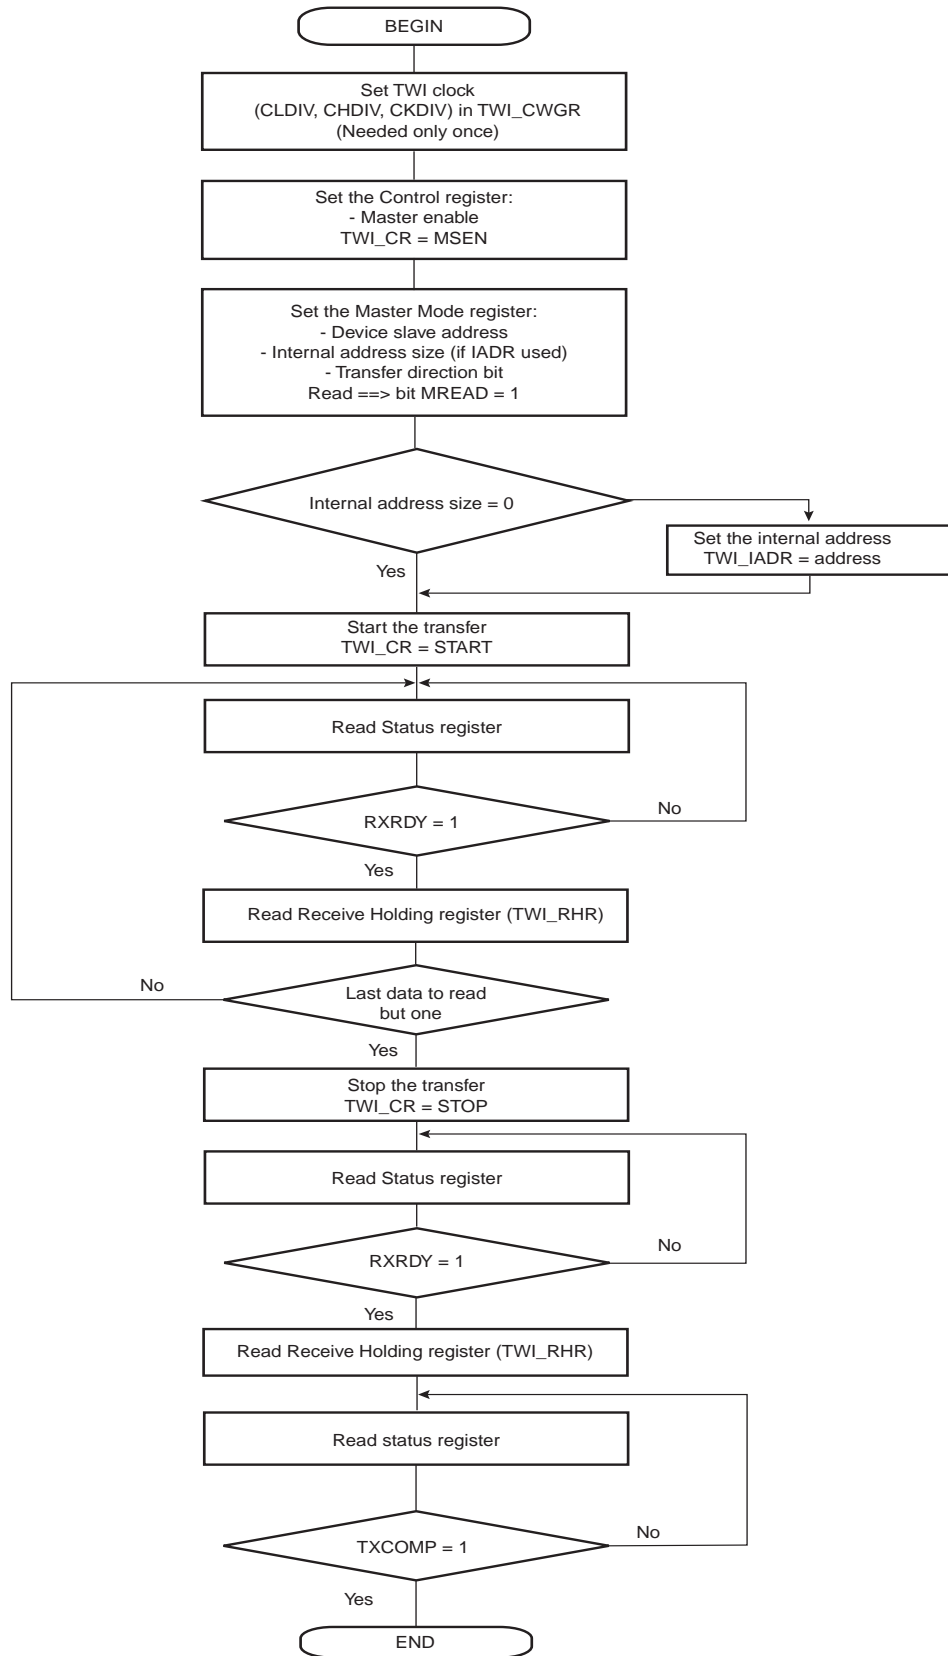 BEGIN
Set TWI clock
(CLDIV, CHDIV, CKDIV) in TWI_CWGR
(Needed only once)
Set the Control register:
- Master enable
TWI_CR = MSEN
Set the Master Mode register:
- Device slave address
- Internal address size (if IADR used)
- Transfer direction bit
Read ==> bit MREAD = 1
Internal address size = 0
Set the internal address
TWI_IADR = address
Yes
Start the transfer
TWI_CR = START
Read Status register
RXRDY = 1
No
Yes
Read Receive Holding register (TWI_RHR)
No
Last data to read
but one
Yes
Stop the transfer
TWI_CR = STOP
Read Status register
RXRDY = 1
No
Yes
Read Receive Holding register (TWI_RHR)
Read status register
TXCOMP = 1
No
Yes
END